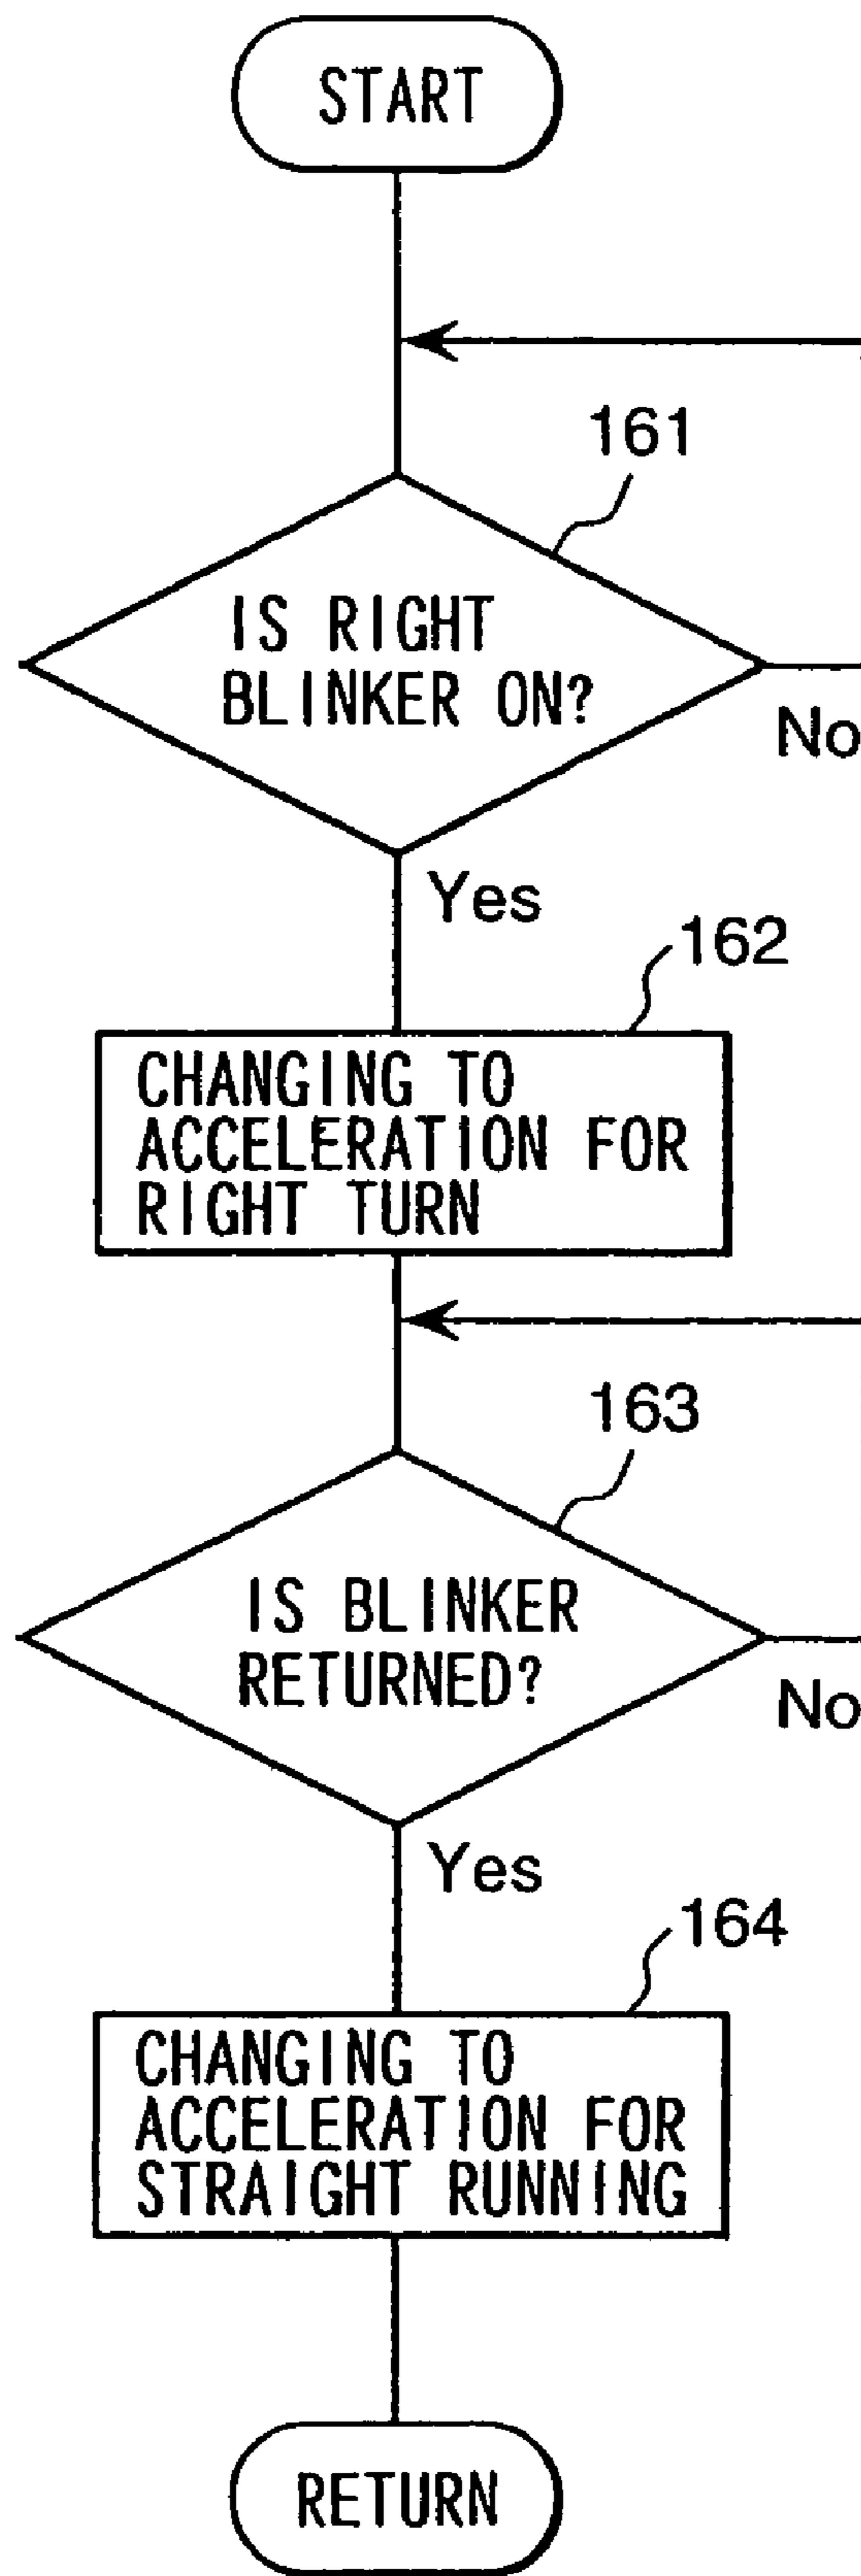 START
161
IS RIGHT
BLINKER ON?
No
Yes
162
CHANGING TO
ACCELERATION FOR
RIGHT TURN
163
IS BLINKER
RETURNED?
No
Yes
164
CHANGING TO
ACCELERATION FOR
STRAIGHT RUNNING
RETURN